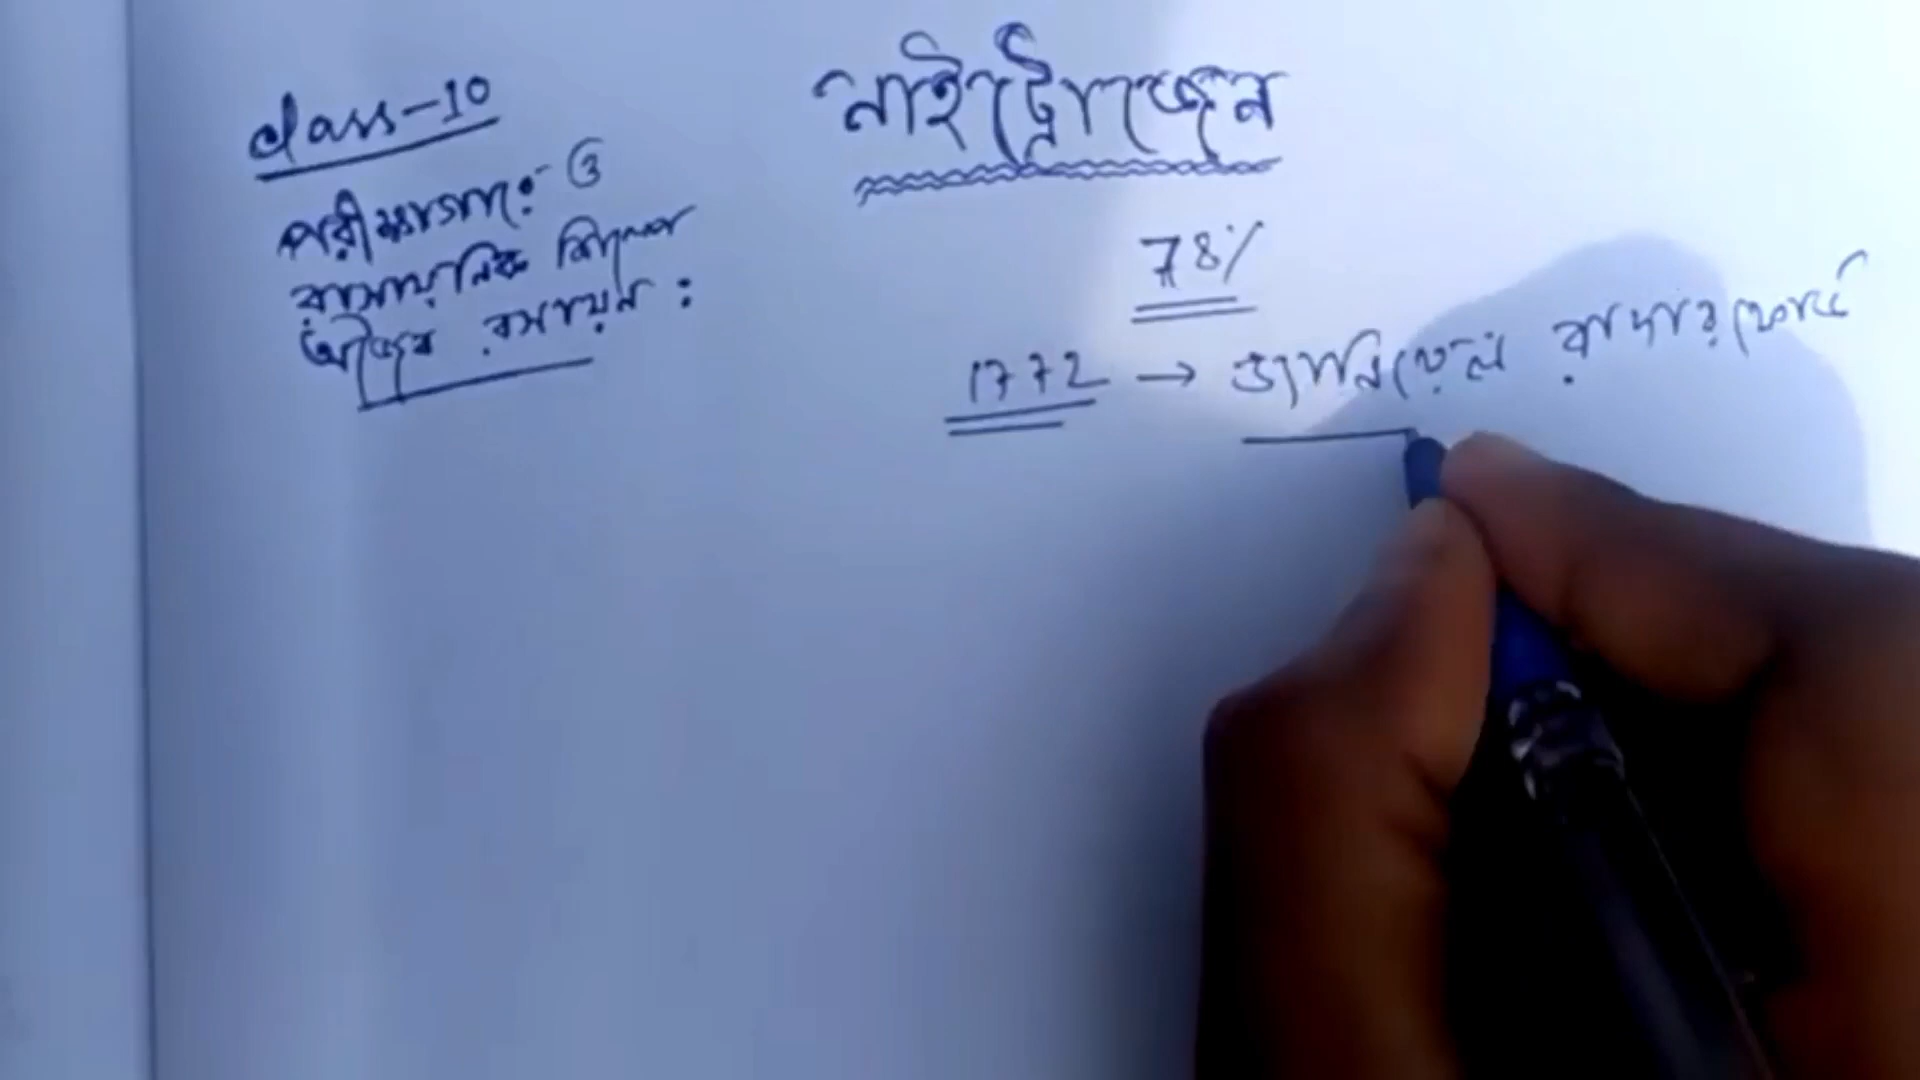 Class-10
পরীক্ষাগারে ও
রাসায়নিক শিল্পে
অজৈব রসায়ন :
নাইট্রোজেন
78%
1772 → ড্যানিয়েল রাদারফোর্ড